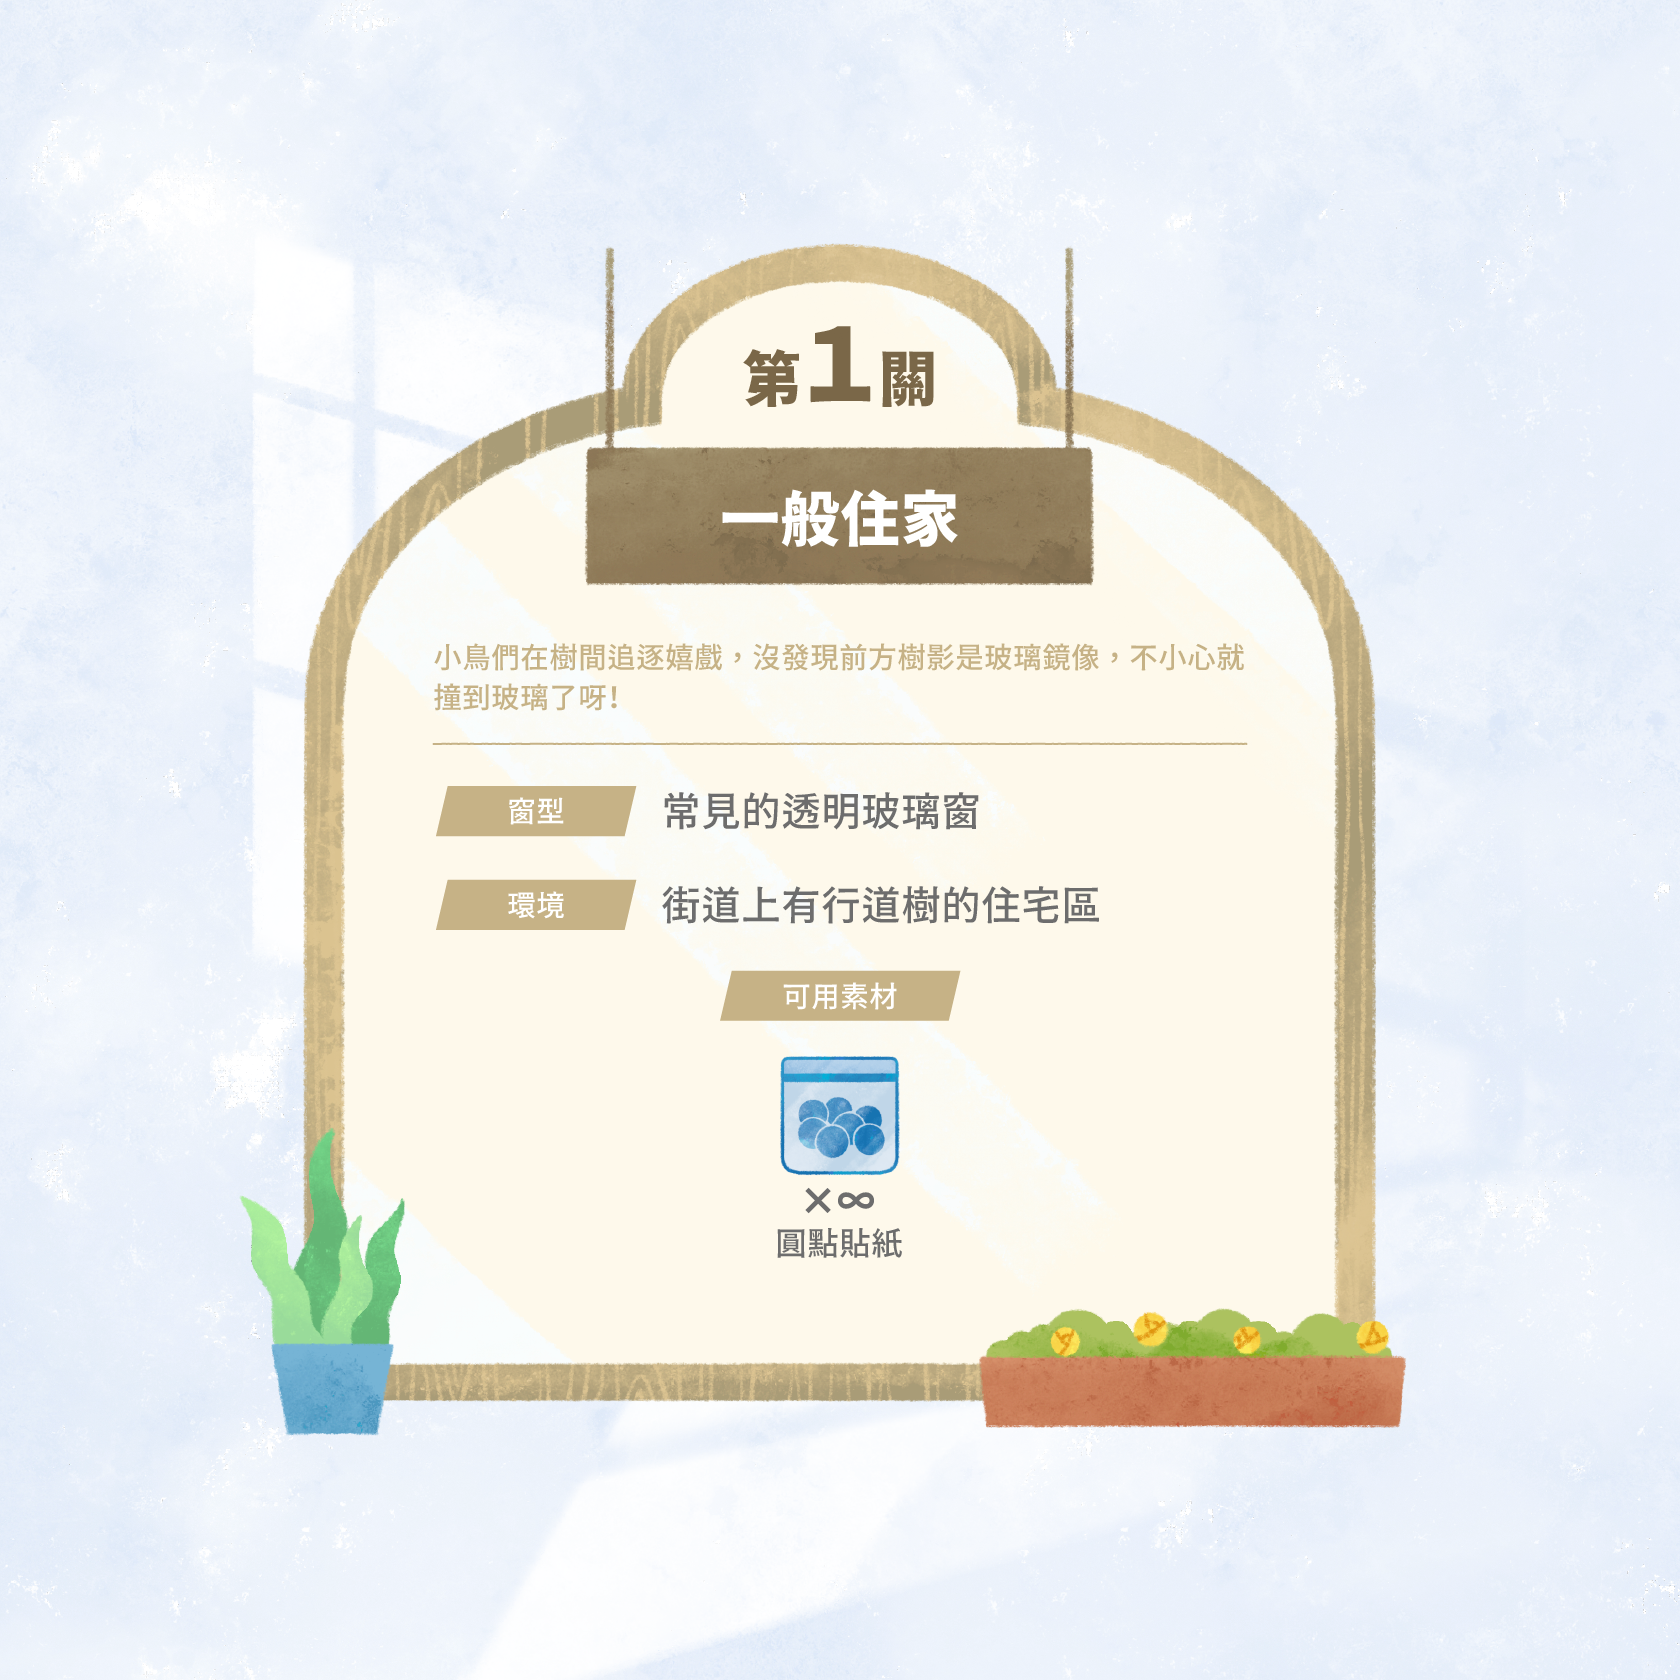 第1關
一般住家
小鳥們在樹間追逐嬉戲，沒發現前方樹影是玻璃鏡像，不小心就
撞到玻璃了呀！
窗型 常見的透明玻璃窗
環境 街道上有行道樹的住宅區
可用素材
×∞
圓點貼紙